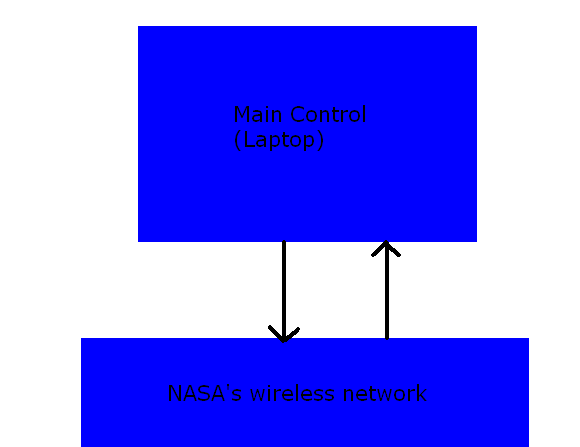 Main Control
(Laptop)
NASA's wireless network